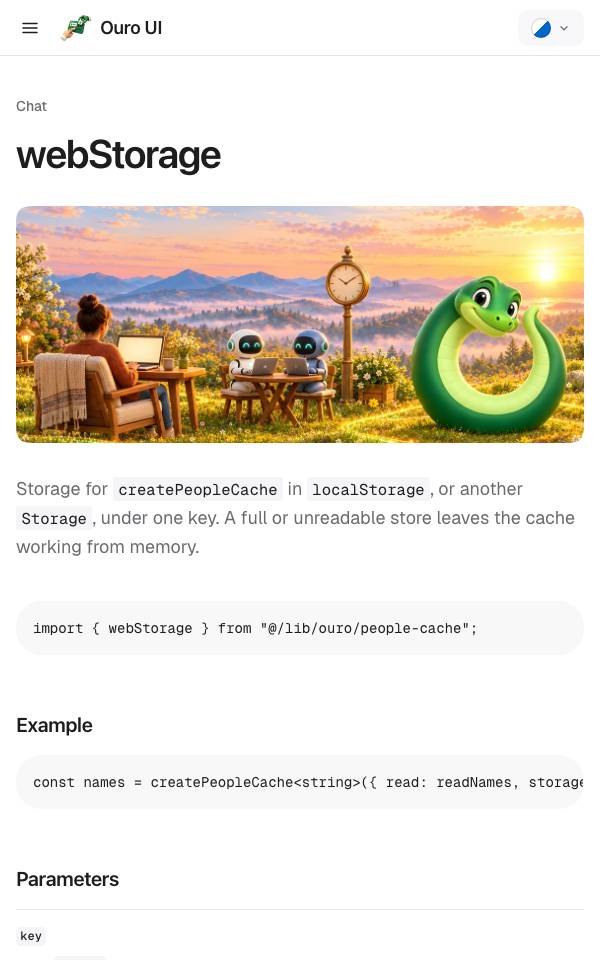 Ouro UI
Chat
webStorage
Storage for createPeopleCache in localStorage, or another
Storage, under one key. A full or unreadable store leaves the cache
working from memory.
import { webStorage } from "@/lib/ouro/people-cache";
Example
const names = createPeopleCache<string>({ read: readNames, storage
Parameters
key